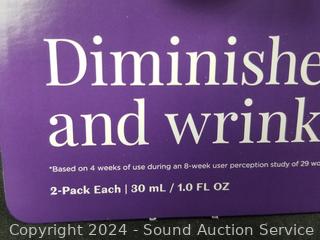 Diminishe
and wrink
*Based on 4 weeks of use during an 8-week user perception study of 29 wo
2-Pack Each | 30 mL / 1.0 FL OZ
Copyright 2024 - Sound Auction Service